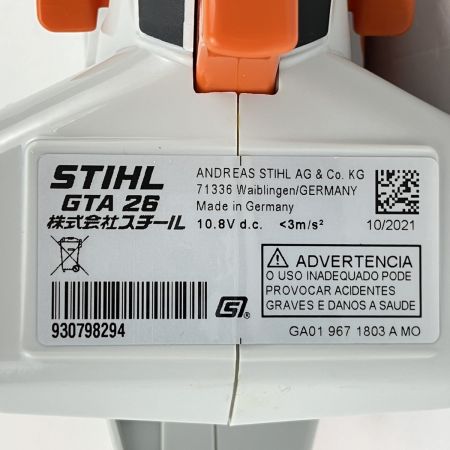 STIHL
GTA 26
株式会社スチール
ANDREAS STIHL AG & Co. KG
71336 Waiblingen/GERMANY
Made in Germany
10.8V d.c. <3m/s²
10/2021
ADVERTENCIA
O USO INADEQUADO PODE
PROVOCAR ACIDENTES
GRAVES E DANOS A SAUDE
930798294
GS ®
GA01 967 1803 A MO